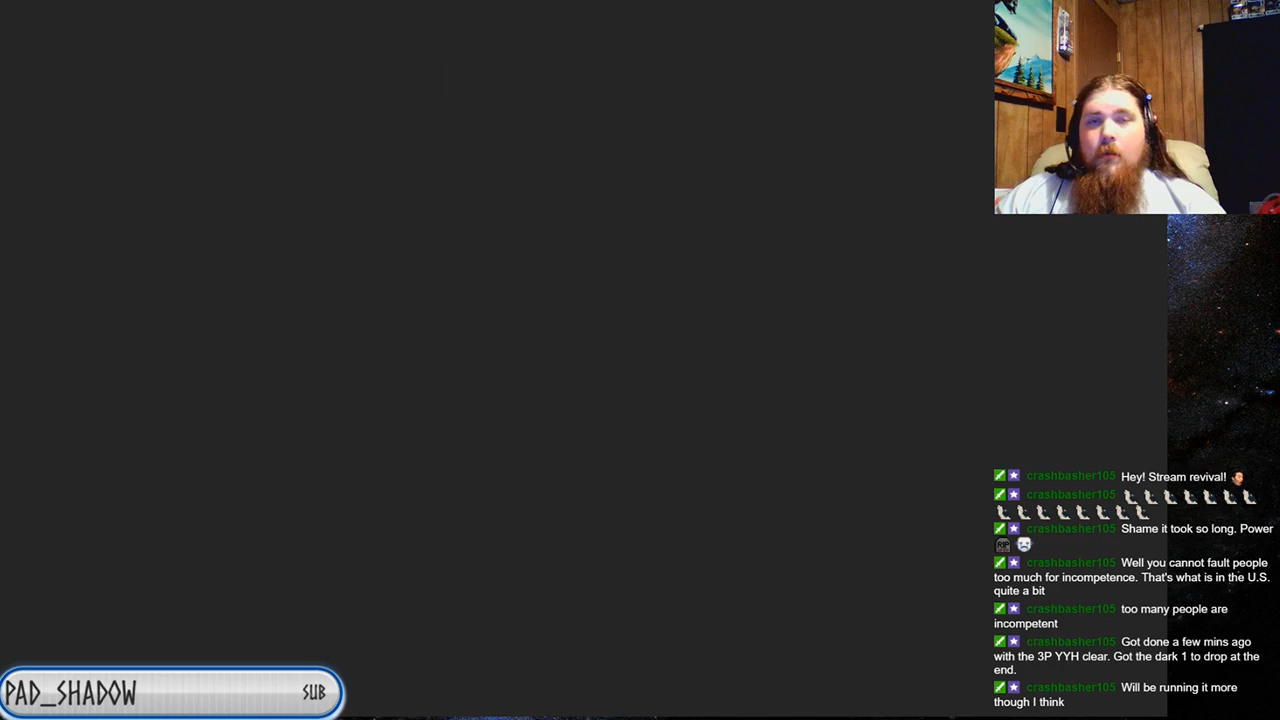 crashbasher105 Hey! Stream revival!
crashbasher105
crashbasher105 Shame it took so long. Power
RIP
crashbasher105 Well you cannot fault people
too much for incompetence. That's what is in the U.S.
quite a bit
crashbasher105 too many people are
incompetent
crashbasher105 Got done a few mins ago
with the 3P YYH clear. Got the dark 1 to drop at the
end.
crashbasher105 Will be running it more
though I think
PAD_SHADOW SUB